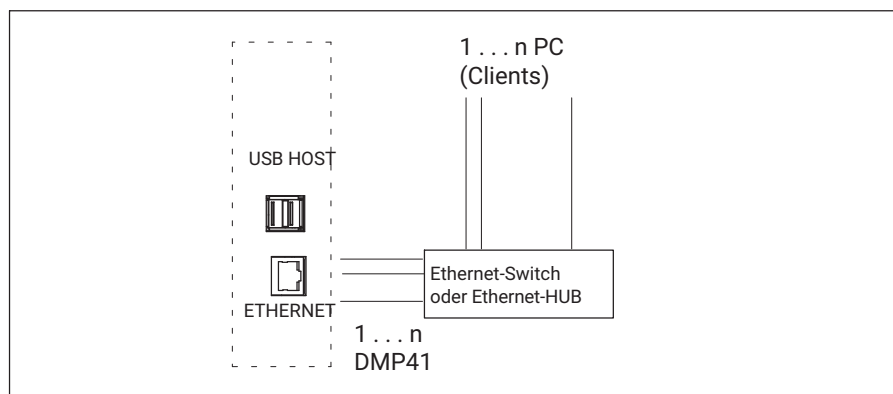 1 . . . n PC
(Clients)
USB HOST
Ethernet-Switch
oder Ethernet-HUB
ETHERNET
1 . . . n
DMP41